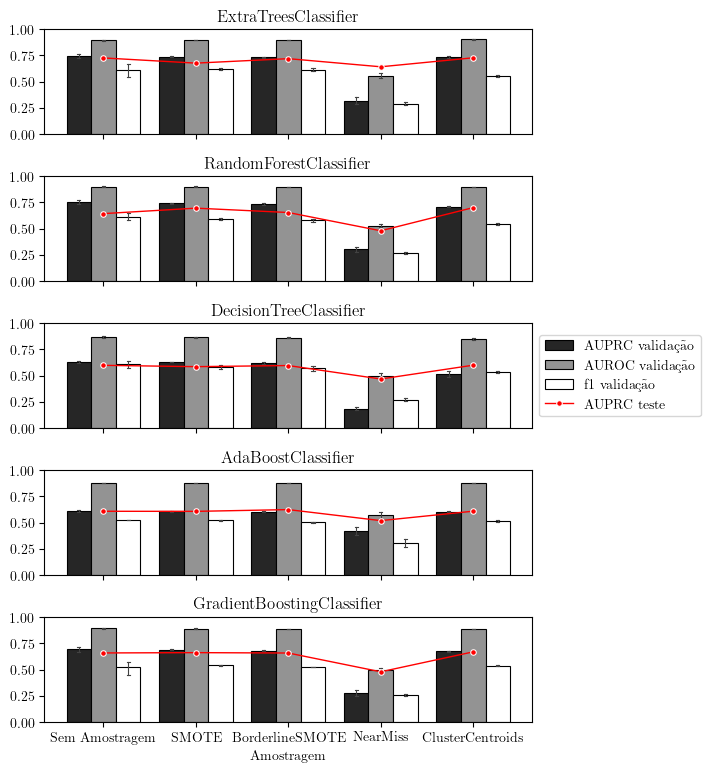 ExtraTreesClassifier
1.00
0.75
0.50
0.25
0.00
RandomForestClassifier
1.00
0.75
0.50
0.25
0.00
DecisionTreeClassifier
1.00
0.75
0.50
0.25
0.00
AUPRC validação
AUROC validação
f1 validação
AUPRC teste
AdaBoostClassifier
1.00
0.75
0.50
0.25
0.00
GradientBoostingClassifier
1.00
0.75
0.50
0.25
0.00
Sem Amostragem SMOTE BorderlineSMOTE NearMiss ClusterCentroids
Amostragem